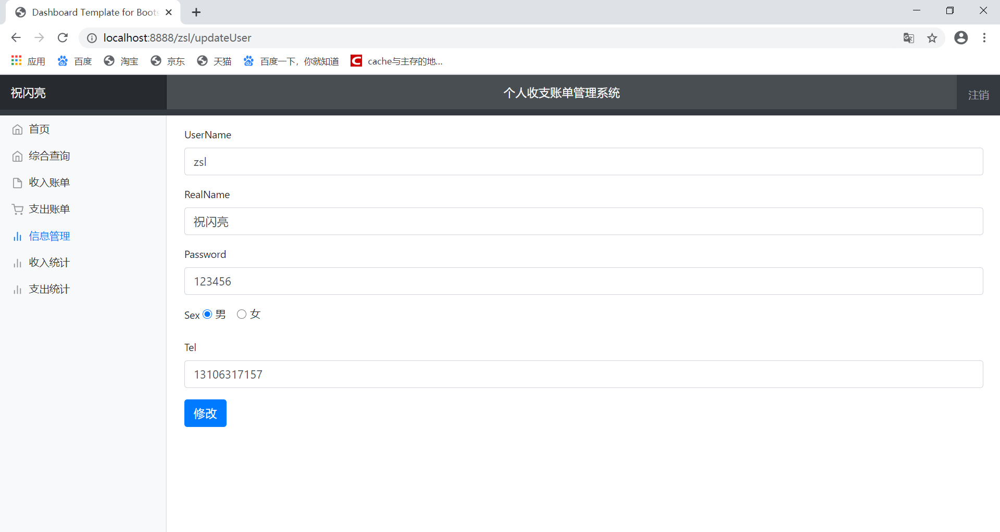 Dashboard Template for Boots
localhost:8888/zsl/updateUser
应用 百度 淘宝 京东 天猫 百度一下，你就知道 cache与主存的地...
祝闪亮 个人收支账单管理系统 注销
首页
综合查询
收入账单
支出账单
信息管理
收入统计
支出统计
UserName
zsl
RealName
祝闪亮
Password
123456
Sex 男 女
Tel
13106317157
修改